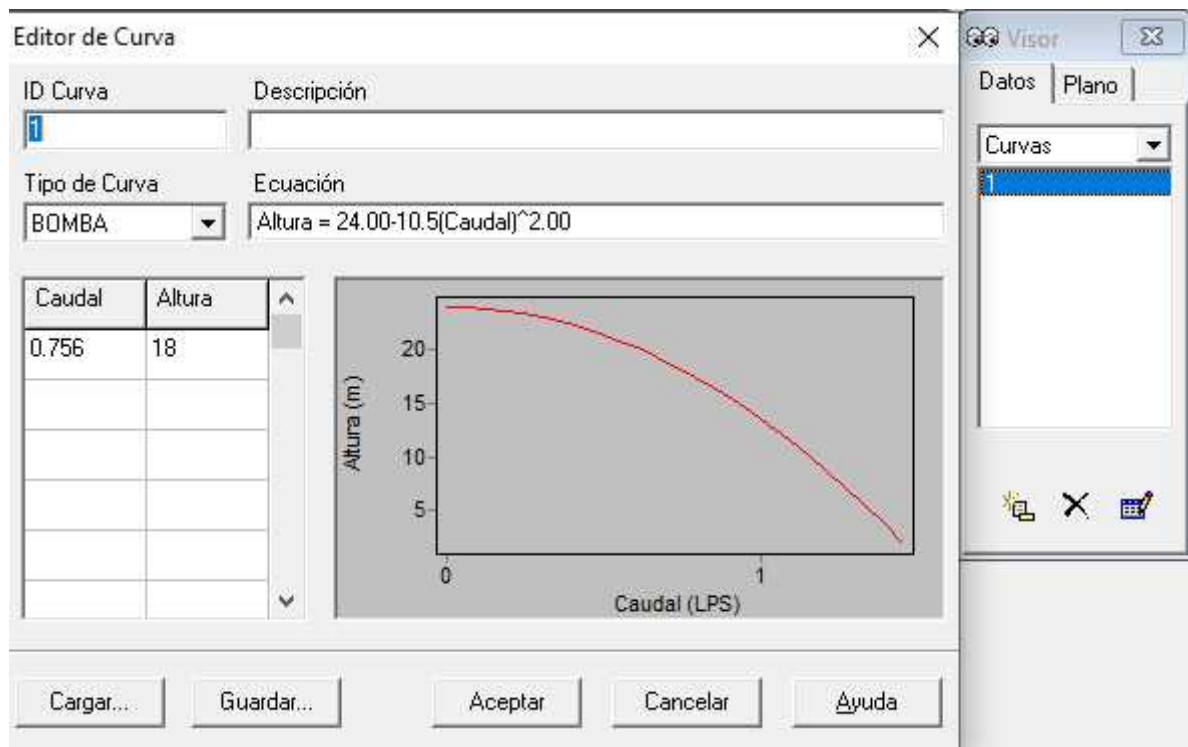 Editor de Curva
ID Curva
Descripción
1
Tipo de Curva
Ecuación
BOMBA
Altura = 24.00-10.5(Caudal)^2.00
Caudal
Altura
0.756
18
Altura (m)
20
15
10
5
0
1
Caudal (LPS)
Cargar...
Guardar...
Aceptar
Cancelar
Ayuda
Visor
Datos
Plano
Curvas
1